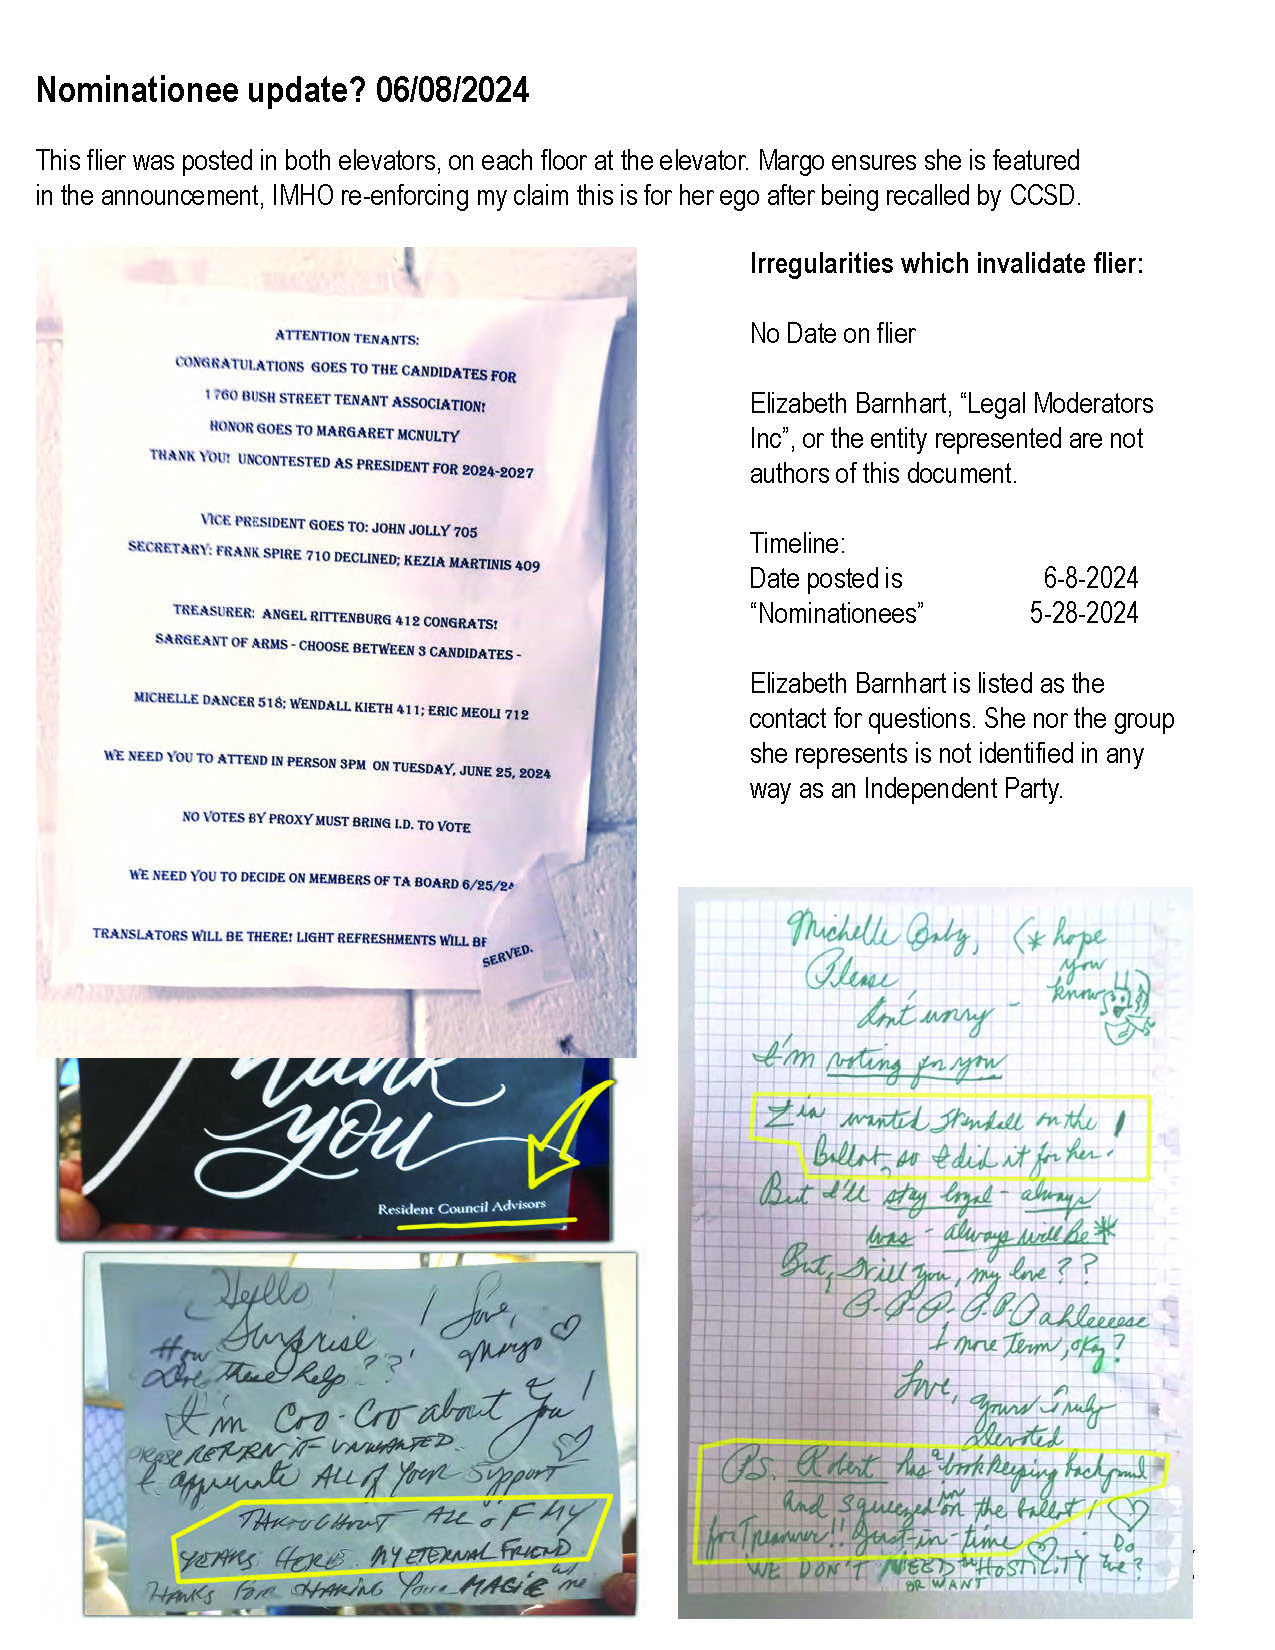 Nominationee update? 06/08/2024
This flier was posted in both elevators, on each floor at the elevator. Margo ensures she is featured
in the announcement, IMHO re-enforcing my claim this is for her ego after being recalled by CCSD.
ATTENTION TENANTS:
CONGRATULATIONS GOES TO THE CANDIDATES FOR
1760 BUSH STREET TENANT ASSOCIATION!
HONOR GOES TO MARGARET MCNULTY
THANK YOU! UNCONTESTED AS PRESIDENT FOR 2024-2027
VICE PRESIDENT GOES TO: JOHN JOLLY 705
SECRETARY: FRANK SPIRE 710 DECLINED; KEZIA MARTINIS 409
TREASURER: ANGEL RITTENBURG 412 CONGRATS!
SARGEANT OF ARMS - CHOOSE BETWEEN 3 CANDIDATES -
MICHELLE DANCER 518; WENDALL KIETH 411; ERIC MEOLI 712
WE NEED YOU TO ATTEND IN PERSON 3PM ON TUESDAY, JUNE 25, 2024
NO VOTES BY PROXY MUST BRING I.D. TO VOTE
WE NEED YOU TO DECIDE ON MEMBERS OF TA BOARD 6/25/24
TRANSLATORS WILL BE THERE! LIGHT REFRESHMENTS WILL BE
SERVED.
Irregularities which invalidate flier:
No Date on flier
Elizabeth Barnhart, “Legal Moderators
Inc”, or the entity represented are not
authors of this document.
Timeline:
Date posted is 6-8-2024
“Nominationees” 5-28-2024
Elizabeth Barnhart is listed as the
contact for questions. She nor the group
she represents is not identified in any
way as an Independent Party.
Thank
you
Resident Council Advisors
Hello!
Surprise !
How
Do these help??
Love,
Margo
I'm Coo-Coo about you!
PLEASE RETURN IF UNWANTED.
I appreciate ALL of your Support
THROUGHOUT ALL OF MY
YEARS HERE. MY ETERNAL FRIEND.
THANKS FOR SHARING YOUR MAGIC w/ me
Michelle Baby, (* hope
you
know
Please,
don't worry -
I'm voting for you
wanted Wendall on the
Ballot, so I did it for her.
But I'll stay loyal - always
was - always will be *
But, Will you, my love??
P-P-P-P-P-Pahleeeese
1 more Term, okay?
Love,
yours Truly
Devoted
Ps. Robert has a bookkeeping background
and squeezed in on the ballot
for Treasurer!! Just-in-time
WE DON'T NEED the HOSTILITY Do we?
OR WANT